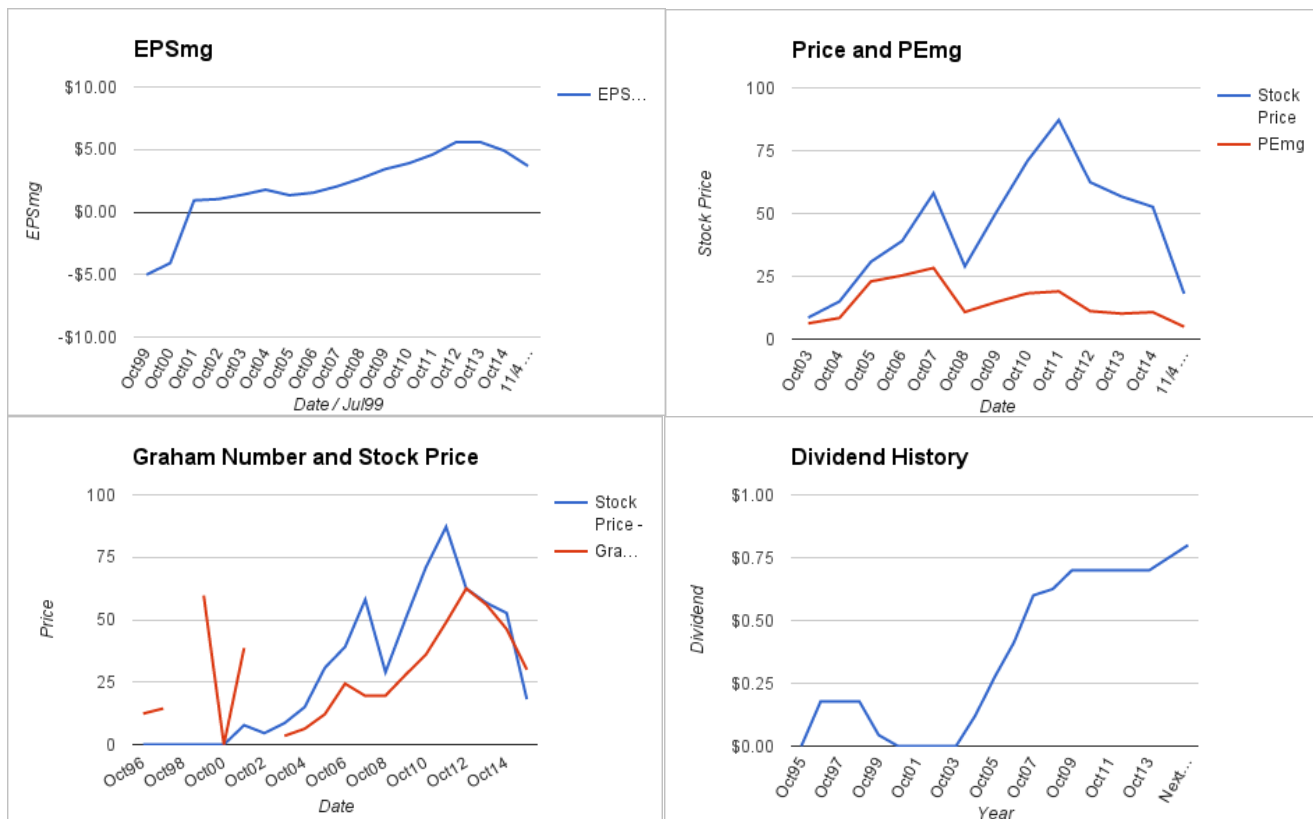 EPSmg
$10.00
$5.00
$0.00
-$5.00
-$10.00
EPSmg
EPS...
Oct99
Oct00
Oct01
Oct02
Oct03
Oct04
Oct05
Oct06
Oct07
Oct08
Oct09
Oct10
Oct11
Oct12
Oct13
Oct14
11/4 ...
Date / Jul99
Price and PEmg
100
75
50
25
0
Stock Price
Stock
Price
PEmg
Oct03
Oct04
Oct05
Oct06
Oct07
Oct08
Oct09
Oct10
Oct11
Oct12
Oct13
Oct14
11/4 ...
Date
Graham Number and Stock Price
100
75
50
25
0
Price
Stock
Price -
Gra...
Oct96
Oct98
Oct00
Oct02
Oct04
Oct06
Oct08
Oct10
Oct12
Oct14
Date
Dividend History
$1.00
$0.75
$0.50
$0.25
$0.00
Dividend
Oct95
Oct97
Oct99
Oct01
Oct03
Oct05
Oct07
Oct09
Oct11
Oct13
Next...
Year